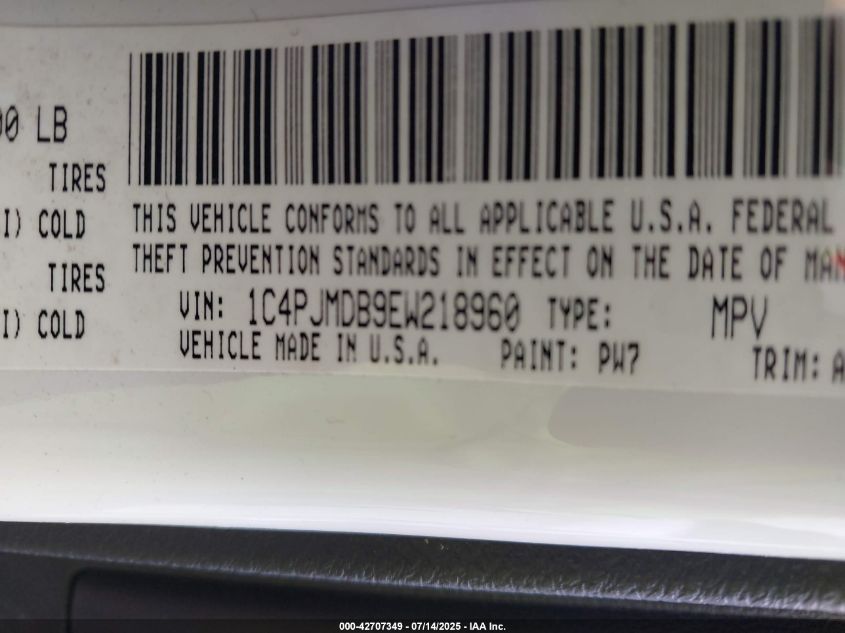 00 LB
TIRES
I) COLD
TIRES
I) COLD
THIS VEHICLE CONFORMS TO ALL APPLICABLE U.S.A. FEDERAL
THEFT PREVENTION STANDARDS IN EFFECT ON THE DATE OF MAN
VIN: 1C4PJMDB9EW218960 TYPE: MPV
VEHICLE MADE IN U.S.A. PAINT: PW7 TRIM: A
000-42707349 - 07/14/2025 - IAA Inc.